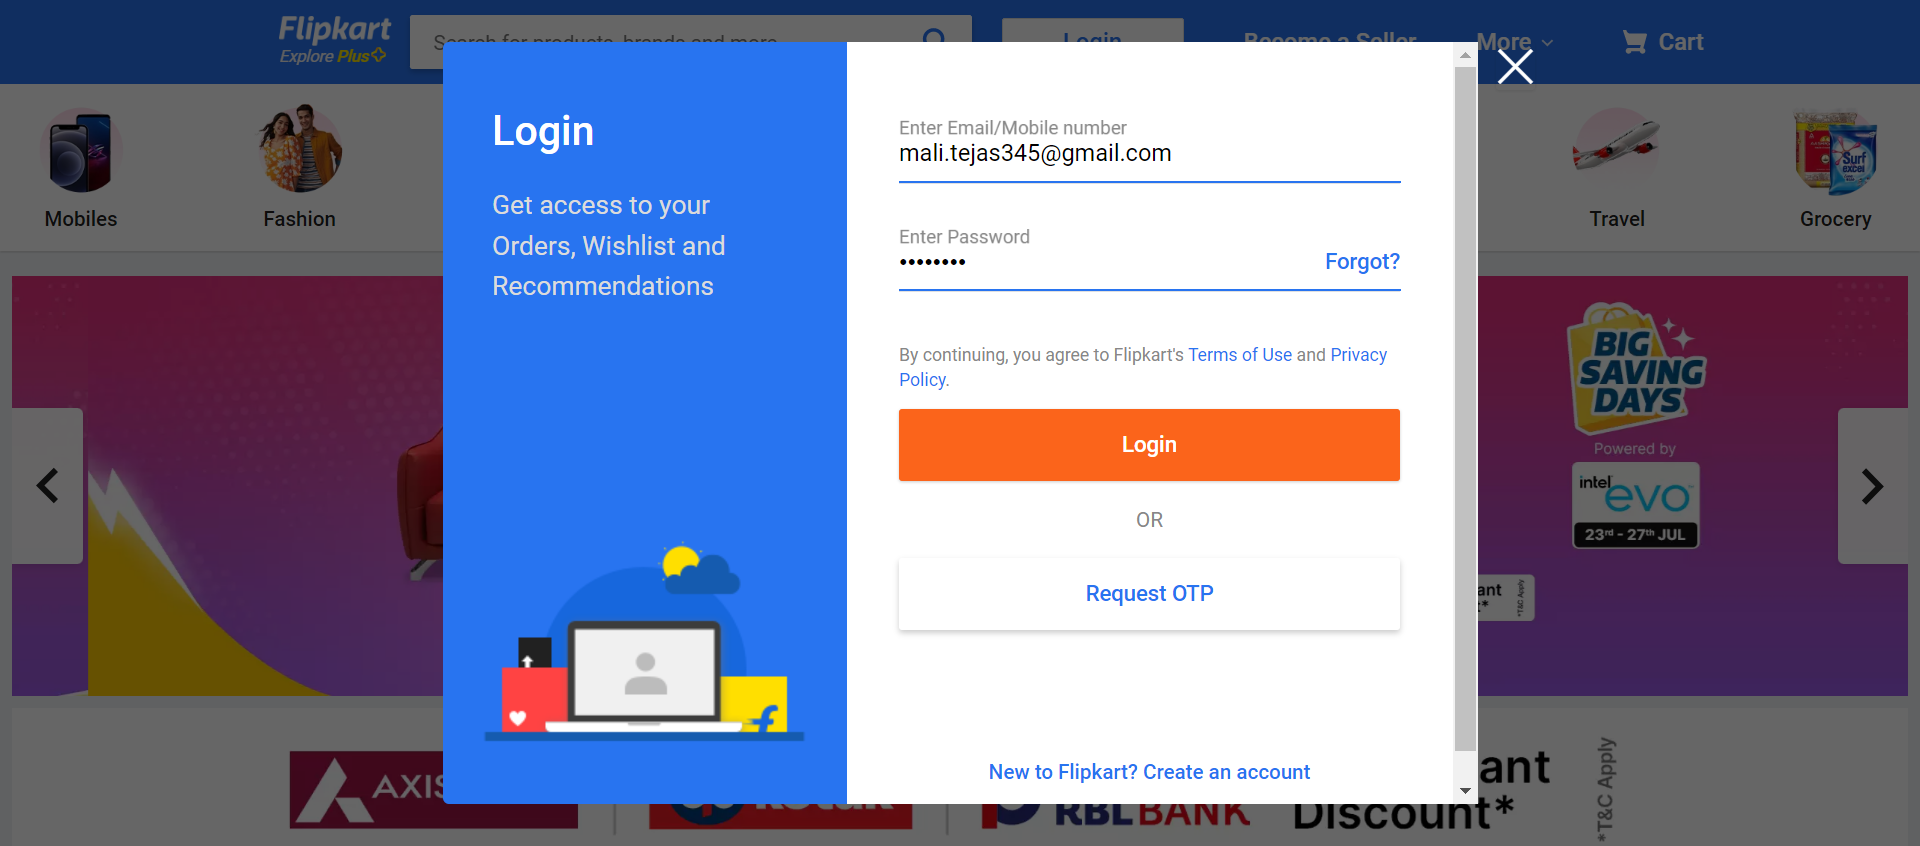 Flipkart
Explore Plus
Search for products, brands and more
Login
Become a Seller
More
Cart
Mobiles
Fashion
Travel
Grocery
Login
Get access to your
Orders, Wishlist and
Recommendations
Enter Email/Mobile number
mali.tejas345@gmail.com
Enter Password
••••••••
Forgot?
By continuing, you agree to Flipkart's Terms of Use and Privacy
Policy.
Login
OR
Request OTP
New to Flipkart? Create an account
Surf
excel
BIG
SAVING
DAYS
Powered by
intel
evo
23rd - 27th JUL
ant
t*
*T&C Apply
AXIS
kotak
RBL BANK
ant
Discount*
*T&C Apply